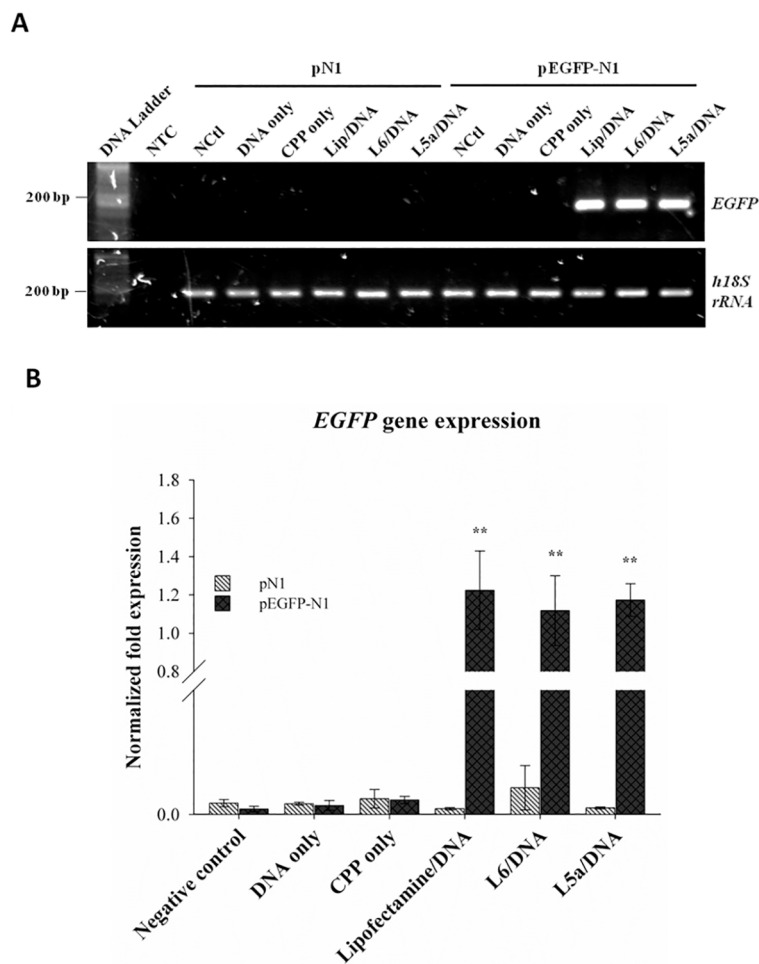 A
pN1
pEGFP-N1
DNA Ladder
NTC
NCtl
DNA only
CPP only
Lip/DNA
L6/DNA
L5a/DNA
NCtl
DNA only
CPP only
Lip/DNA
L6/DNA
L5a/DNA
200 bp
EGFP
200 bp
h18S
rRNA
B
EGFP gene expression
Normalized fold expression
1.8
1.6
1.4
1.2
1.0
0.8
0.0
pN1
pEGFP-N1
**
**
**
Negative control
DNA only
CPP only
Lipofectamine/DNA
L6/DNA
L5a/DNA